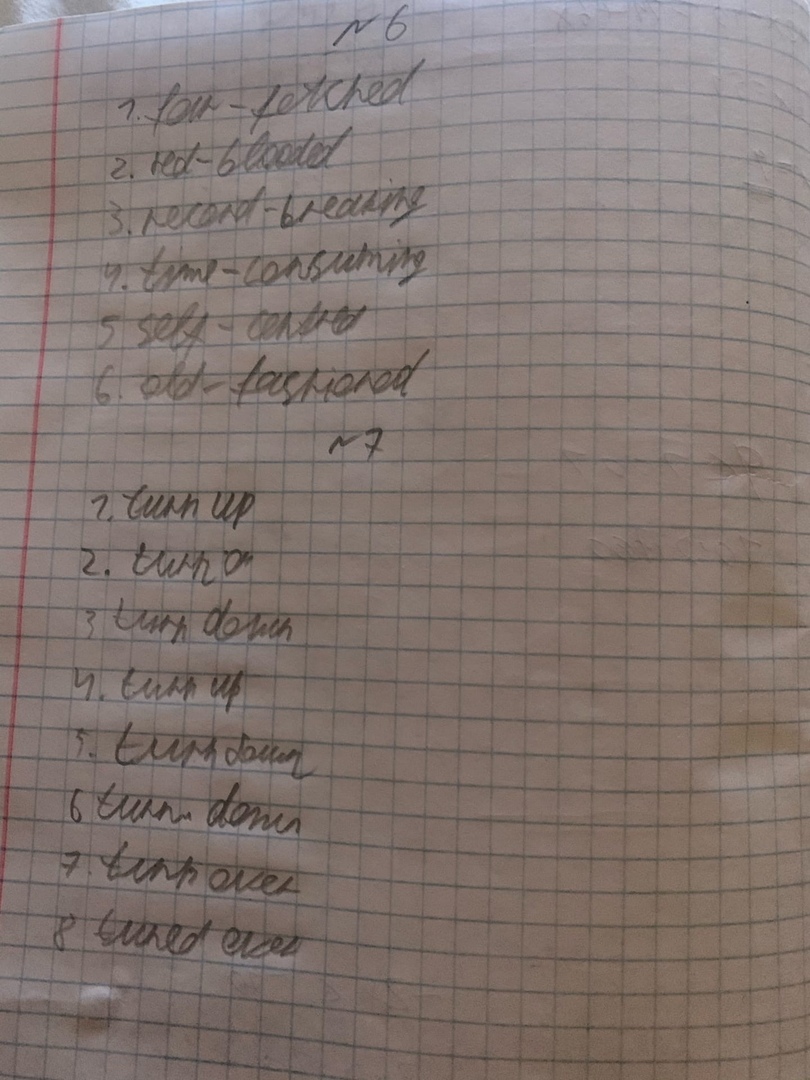 №6
1. far-fetched
2. red-blooded
3. record-breaking
4. time-consuming
5 self-centred
6. old-fashioned
№7
1. turn up
2. turn on
3 turn down
4. turn up
5. turn down
6 turn down
7. turn over
8 turned over